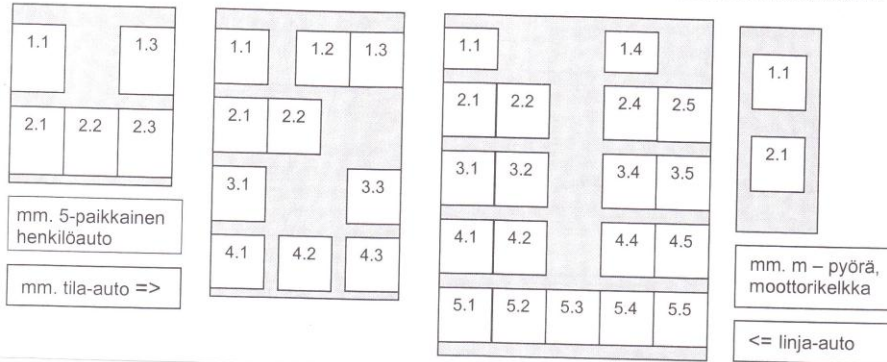 1.1 1.3
2.1 2.2 2.3
mm. 5-paikkainen
henkilöauto
mm. tila-auto =>
1.1 1.2 1.3
2.1 2.2
3.1 3.3
4.1 4.2 4.3
1.1 1.4
2.1 2.2 2.4 2.5
3.1 3.2 3.4 3.5
4.1 4.2 4.4 4.5
5.1 5.2 5.3 5.4 5.5
1.1
2.1
mm. m – pyörä,
moottorikelkka
<= linja-auto